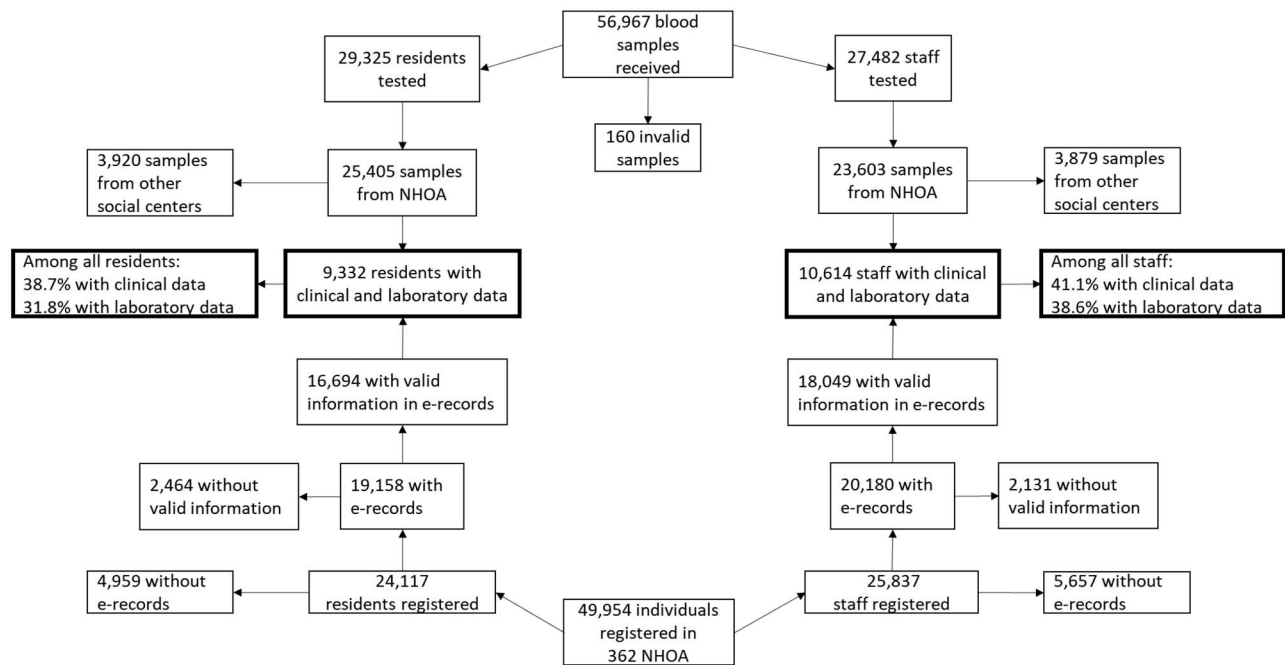 56,967 blood
samples
received
29,325 residents
tested
27,482 staff
tested
160 invalid
samples
3,920 samples
from other
social centers
25,405 samples
from NHOA
23,603 samples
from NHOA
3,879 samples
from other
social centers
Among all residents:
38.7% with clinical data
31.8% with laboratory data
9,332 residents with
clinical and laboratory data
10,614 staff with clinical
and laboratory data
Among all staff:
41.1% with clinical data
38.6% with laboratory data
16,694 with valid
information in e-records
18,049 with valid
information in e-records
2,464 without
valid information
19,158 with
e-records
20,180 with
e-records
2,131 without
valid information
4,959 without
e-records
24,117
residents registered
25,837
staff registered
5,657 without
e-records
49,954 individuals
registered in
362 NHOA